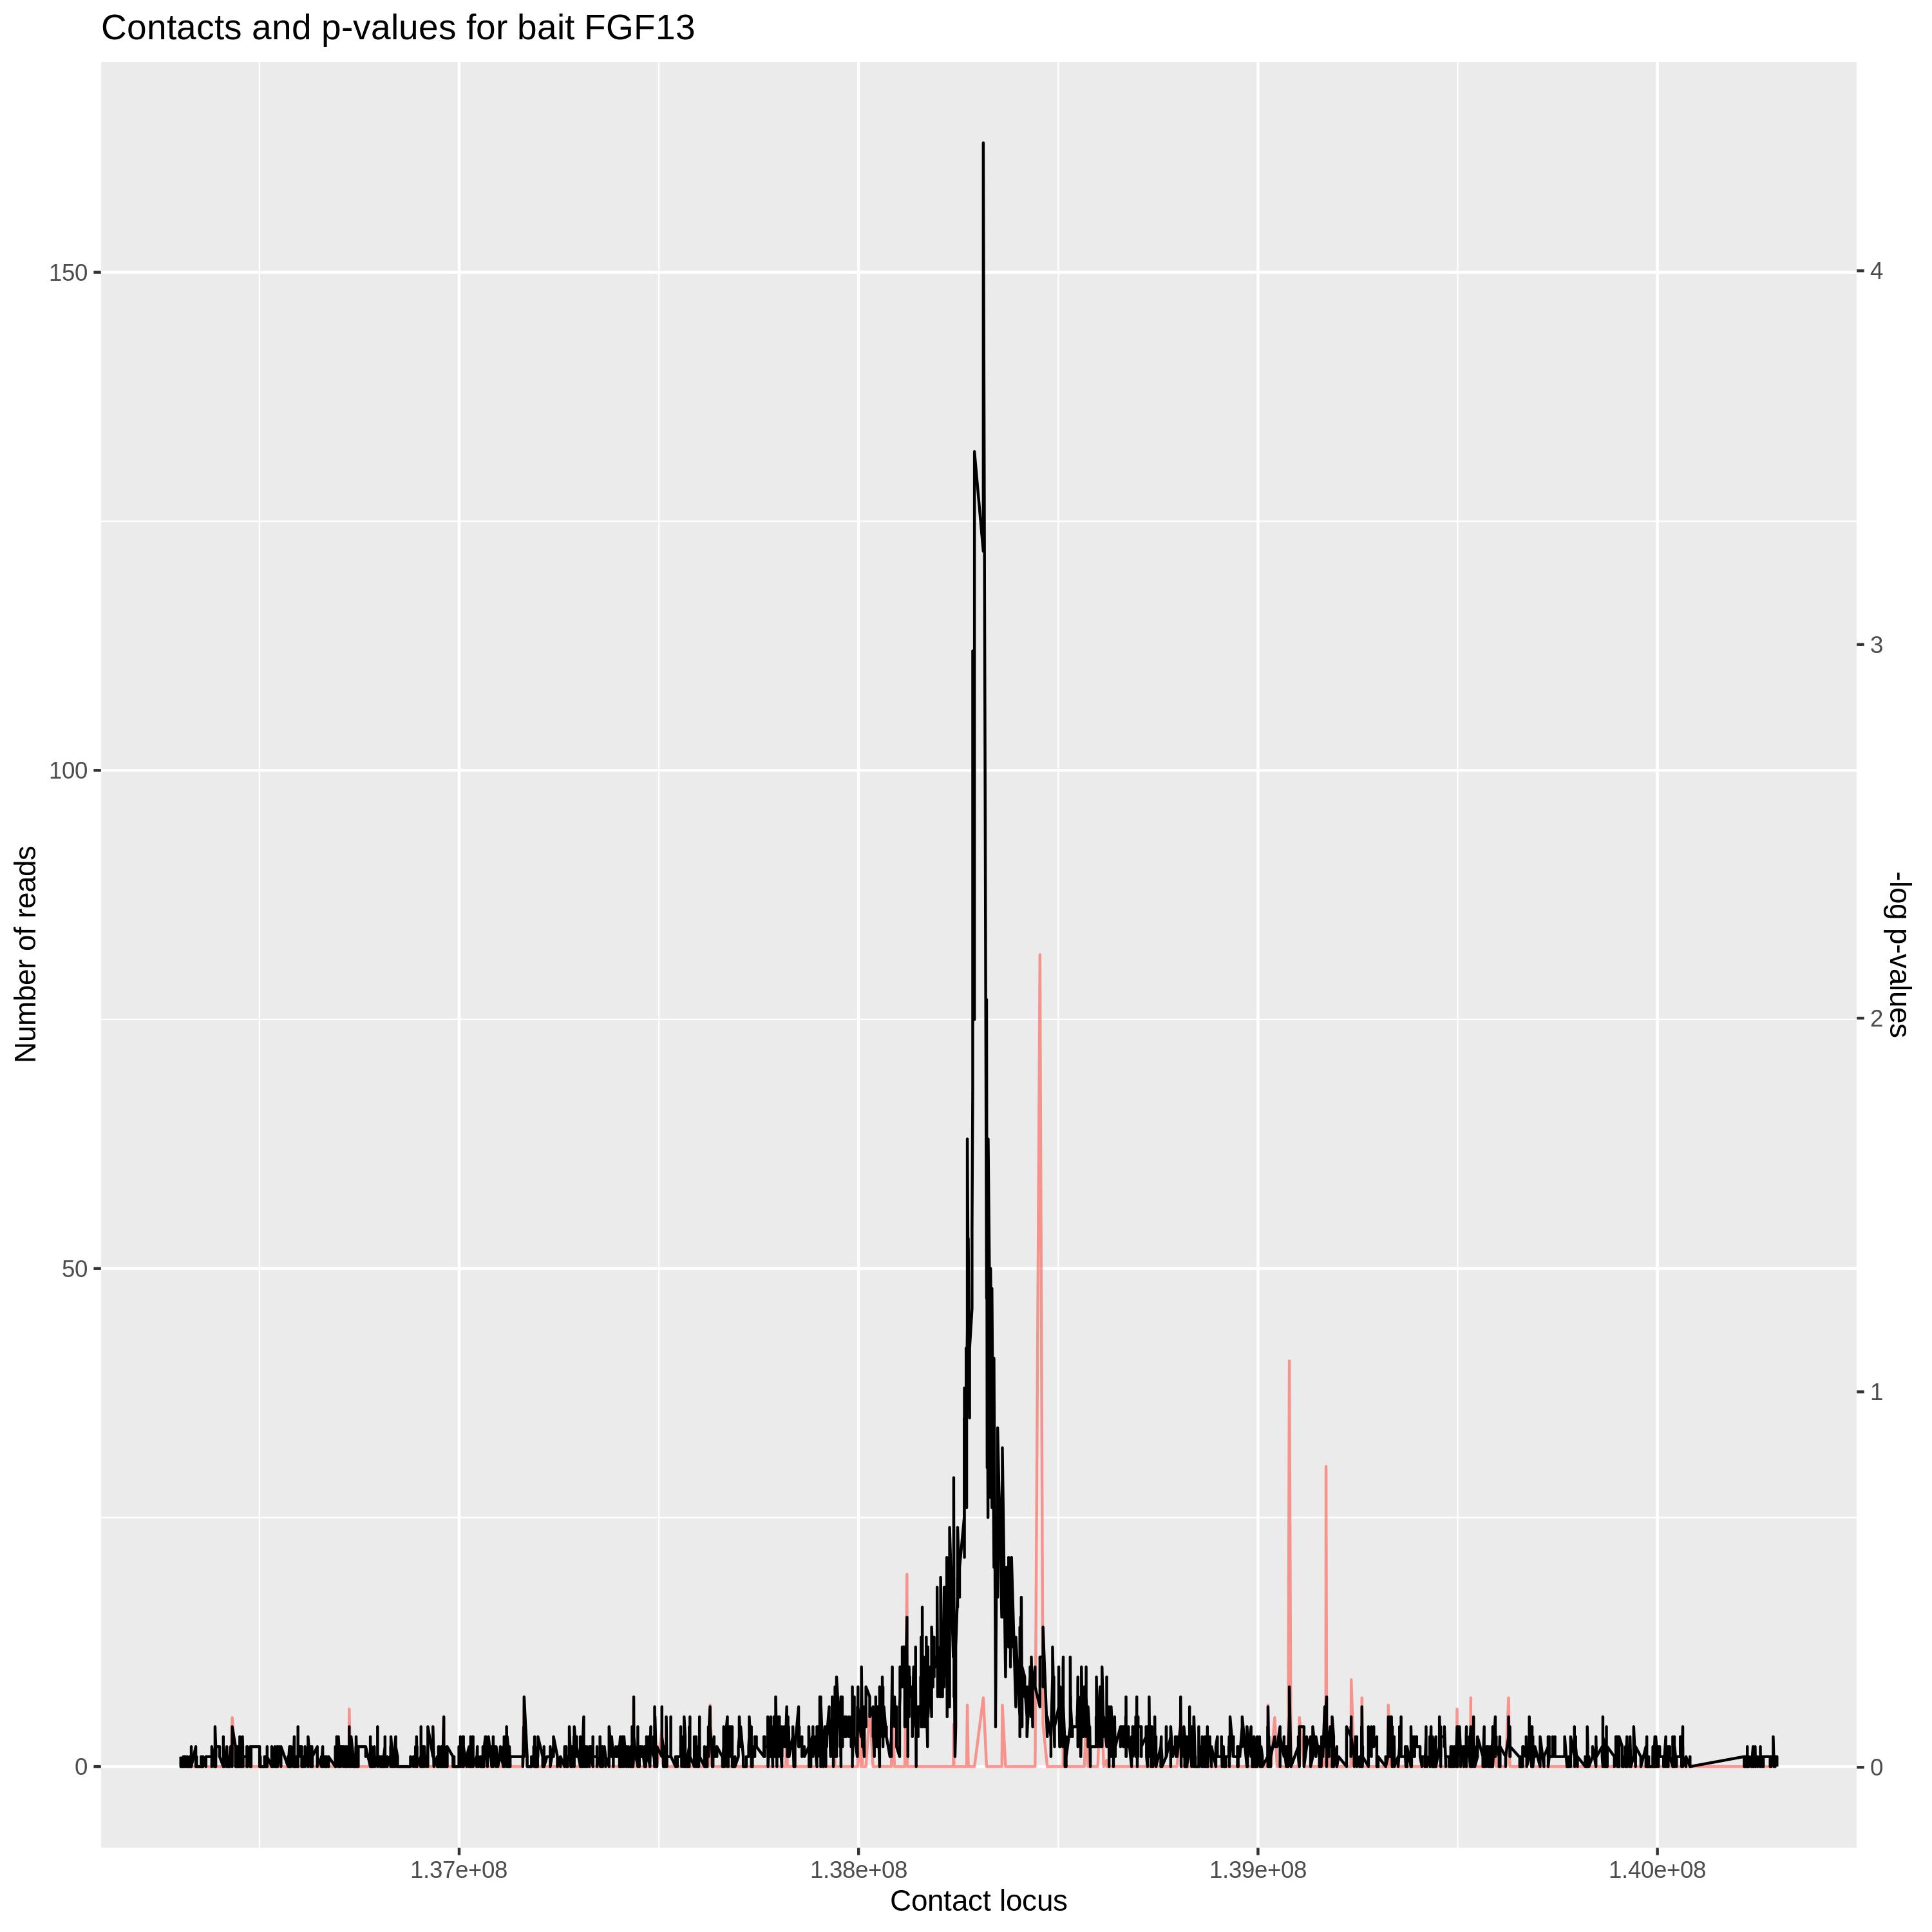 Contacts and p-values for bait FGF13
150
100
50
0
Number of reads
4
3
2
1
0
-log p-values
1.37e+08
1.38e+08
1.39e+08
1.40e+08
Contact locus